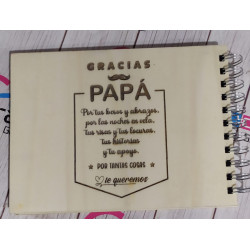 GRACIAS
PAPÁ
Por tus besos y abrazos,
por las noches en vela,
tus risas y tus locuras,
tus historias
y tu apoyo.
POR TANTAS COSAS
te queremos